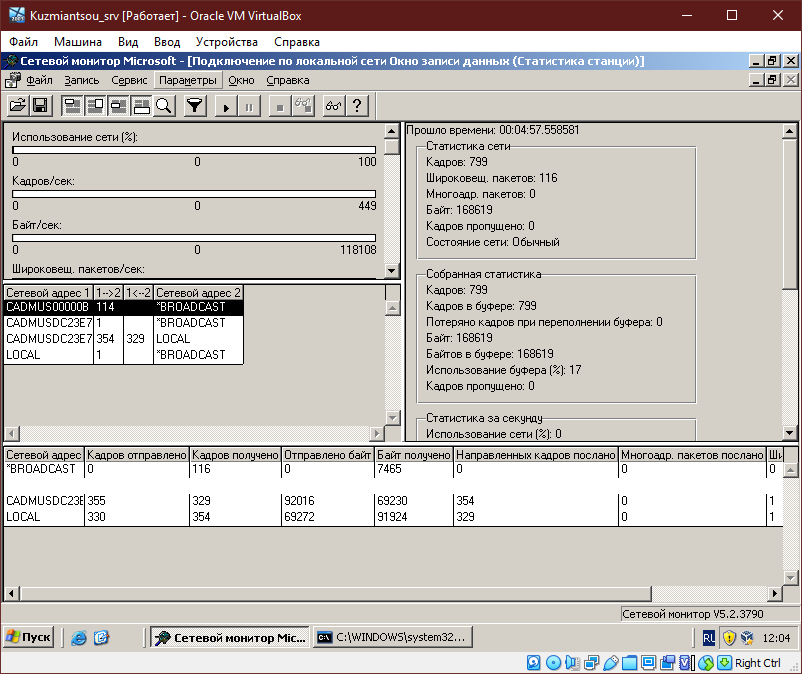 Kuzmiantsou_srv [Работает] - Oracle VM VirtualBox
Файл Машина Вид Ввод Устройства Справка
Сетевой монитор Microsoft - [Подключение по локальной сети Окно записи данных (Статистика станции)]
Файл Запись Сервис Параметры Окно Справка
Использование сети (%):
0 0 100
Кадров/сек:
0 0 449
Байт/сек:
0 0 118108
Широковещ. пакетов/сек:
Прошло времени: 00:04:57.558581
Статистика сети
Кадров: 799
Широковещ. пакетов: 116
Многоадр. пакетов: 0
Байт: 168619
Кадров пропущено: 0
Состояние сети: Обычный
Собранная статистика
Кадров: 799
Кадров в буфере: 799
Потеряно кадров при переполнении буфера: 0
Байт: 168619
Байтов в буфере: 168619
Использование буфера (%): 17
Кадров пропущено: 0
Статистика за секунду
Использование сети (%): 0
Сетевой адрес 1 1-->2 1<--2 Сетевой адрес 2
CADMUS00000B 114 *BROADCAST
CADMUSDC23E7 1 *BROADCAST
CADMUSDC23E7 354 329 LOCAL
LOCAL 1 *BROADCAST
Сетевой адрес Кадров отправлено Кадров получено Отправлено байт Байт получено Направленных кадров послано Многоадр. пакетов послано Ши
*BROADCAST 0 116 0 7465 0 0 0
CADMUSDC23E 355 329 92016 69230 354 0 1
LOCAL 330 354 69272 91924 329 0 1
Сетевой монитор V5.2.3790
Пуск Сетевой монитор Mic... C:\WINDOWS\system32... RU 12:04
Right Ctrl